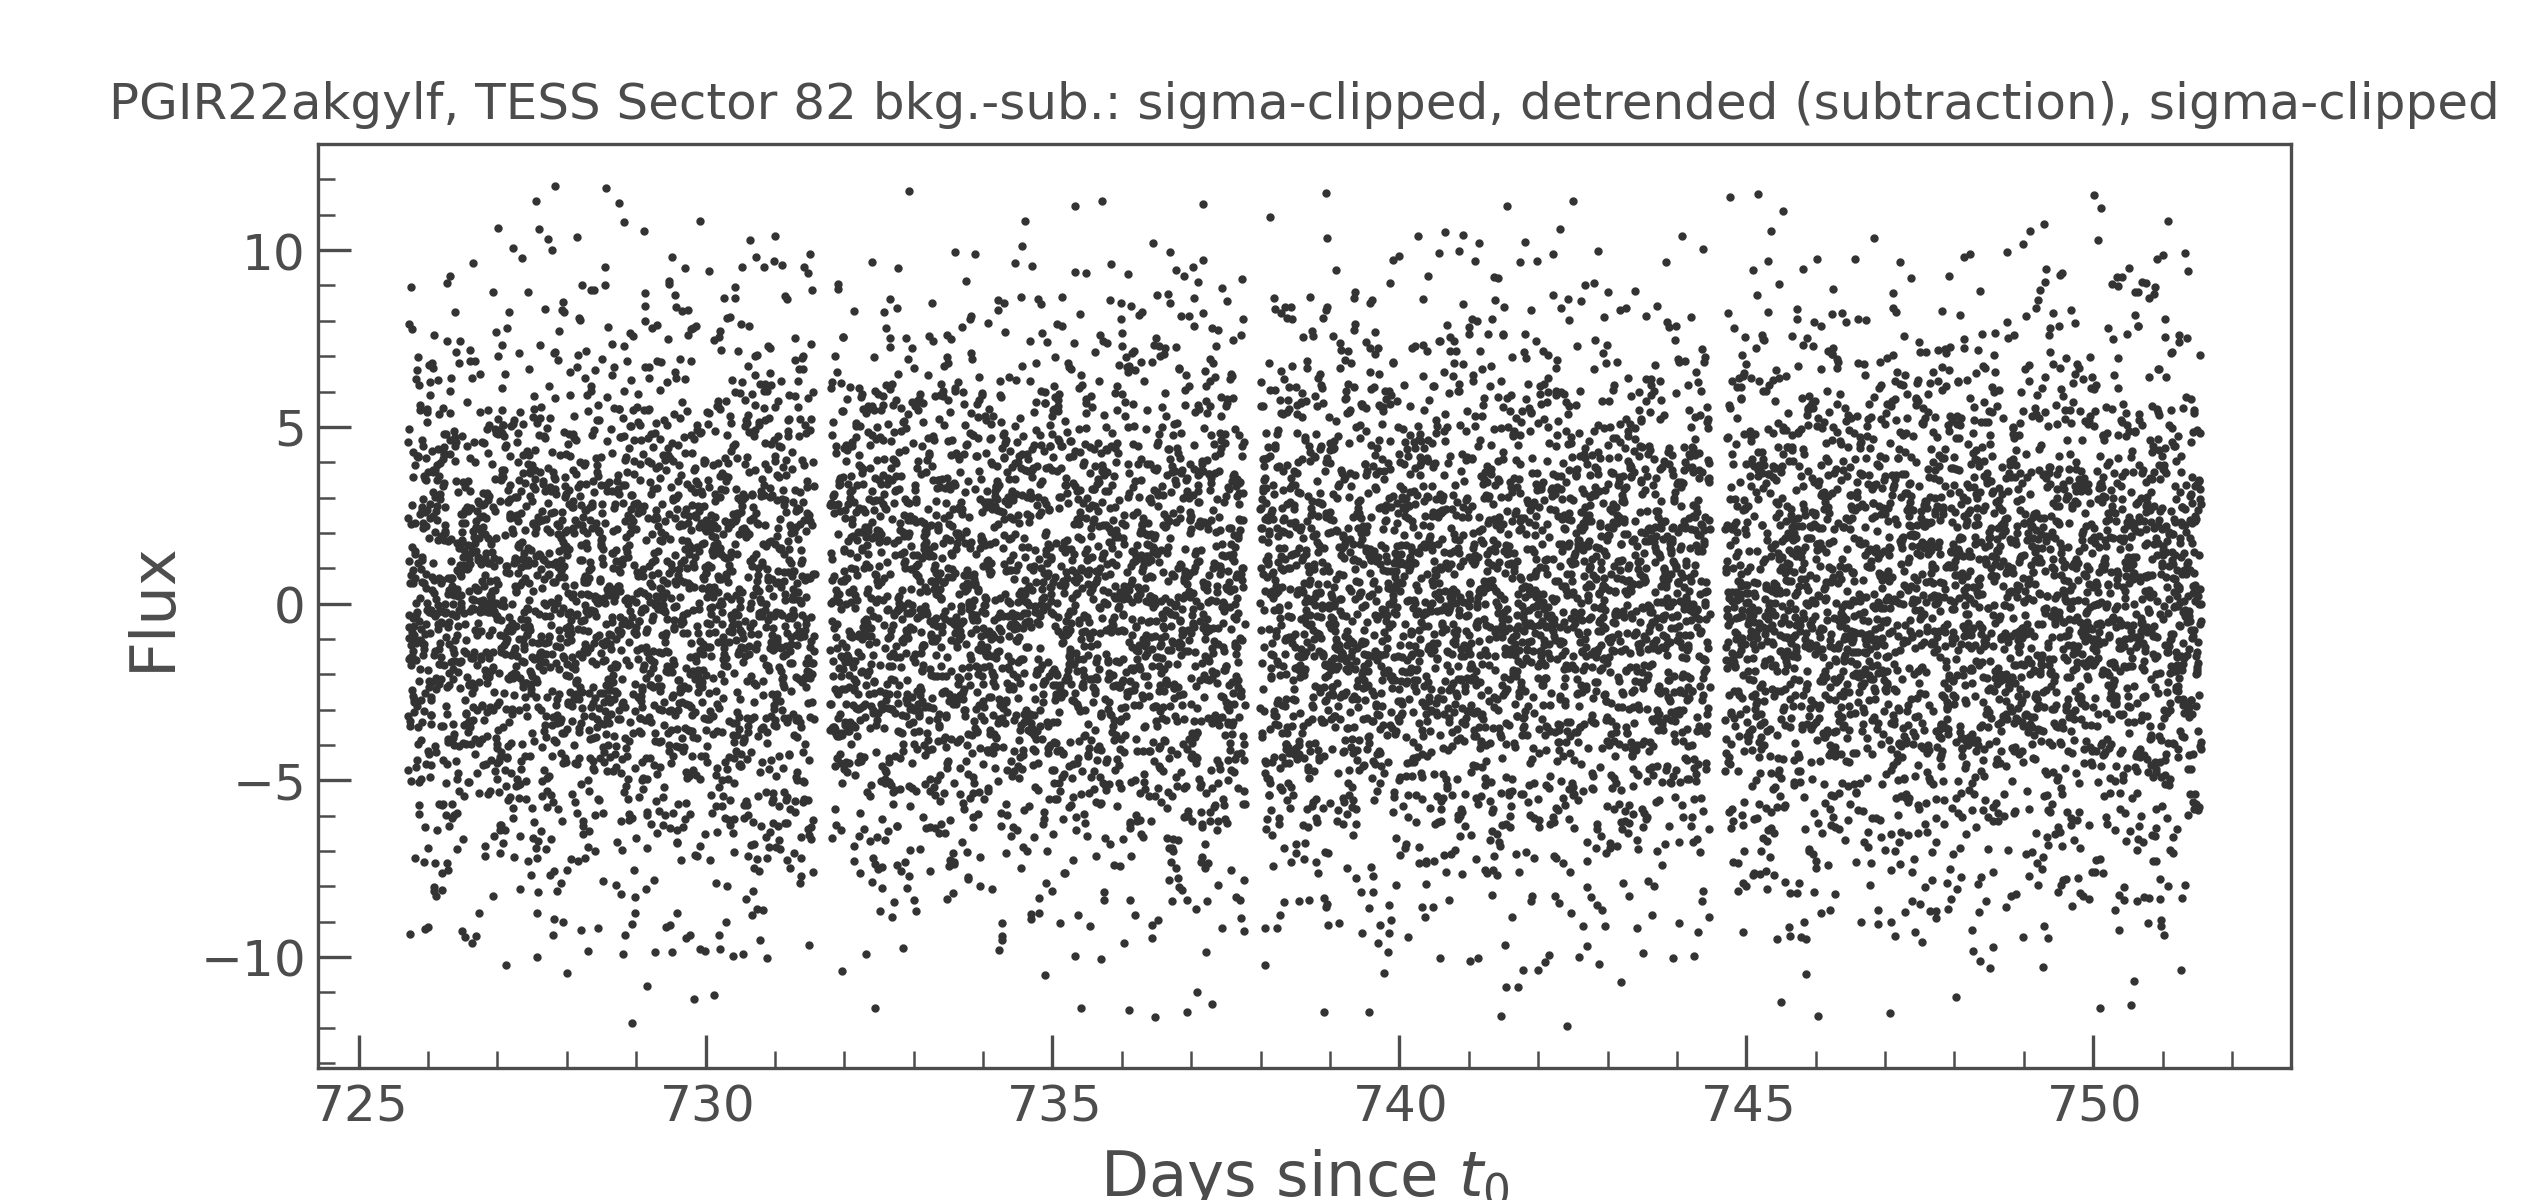 PGIR22akgylf, TESS Sector 82 bkg.-sub.: sigma-clipped, detrended (subtraction), sigma-clipped
10
5
0
−5
−10
Flux
725 730 735 740 745 750
Days since t₀